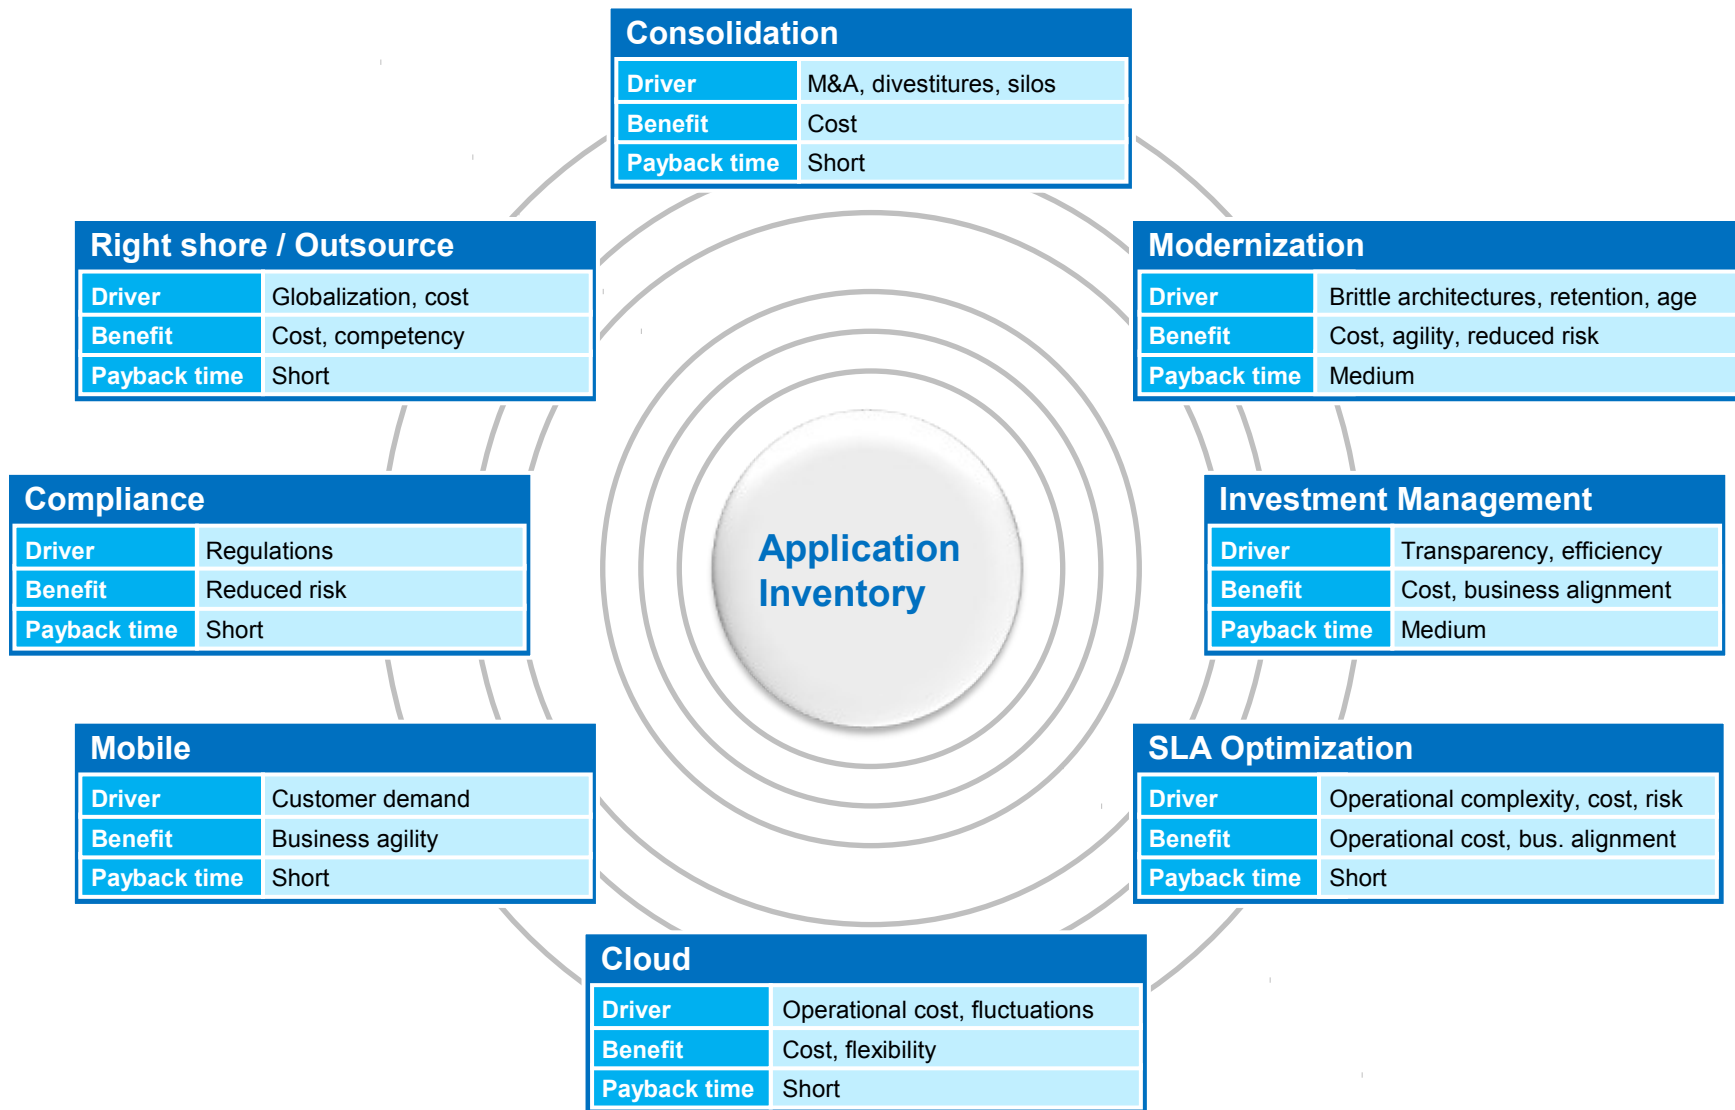 Consolidation
Driver M&A, divestitures, silos
Benefit Cost
Payback time Short
Right shore / Outsource
Driver Globalization, cost
Benefit Cost, competency
Payback time Short
Modernization
Driver Brittle architectures, retention, age
Benefit Cost, agility, reduced risk
Payback time Medium
Compliance
Driver Regulations
Benefit Reduced risk
Payback time Short
Application
Inventory
Investment Management
Driver Transparency, efficiency
Benefit Cost, business alignment
Payback time Medium
Mobile
Driver Customer demand
Benefit Business agility
Payback time Short
SLA Optimization
Driver Operational complexity, cost, risk
Benefit Operational cost, bus. alignment
Payback time Short
Cloud
Driver Operational cost, fluctuations
Benefit Cost, flexibility
Payback time Short